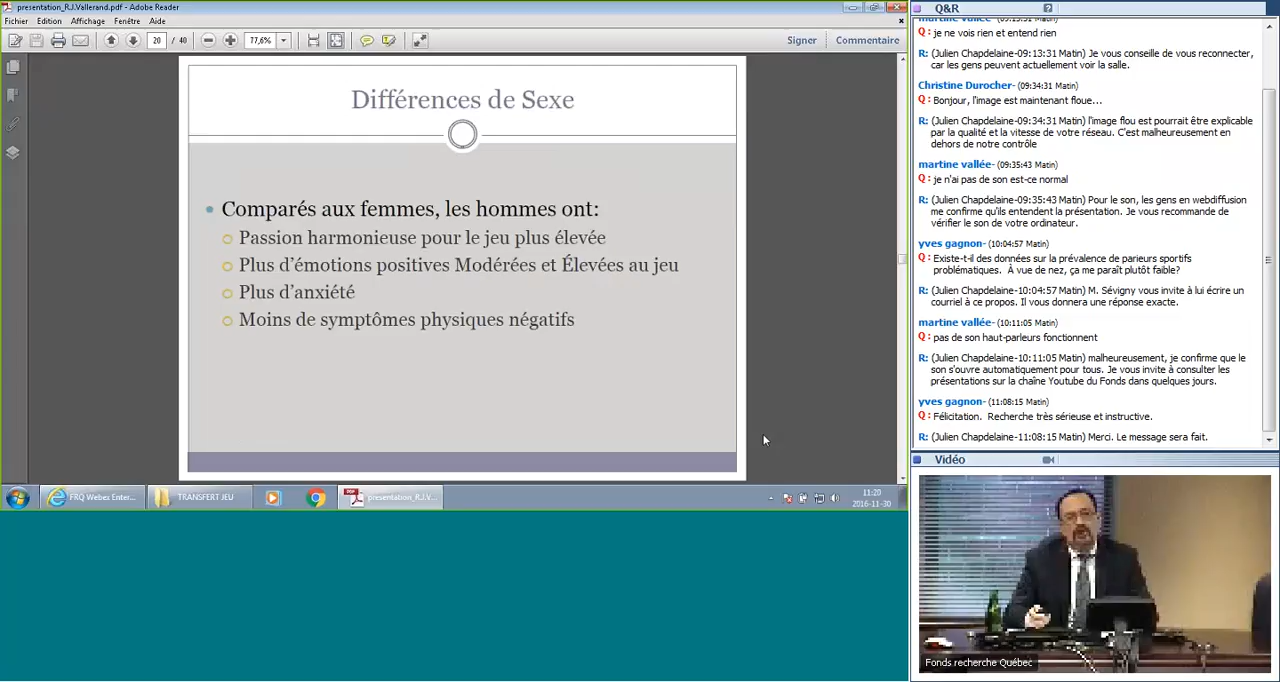 presentation_R.J.Vallerand.pdf - Adobe Reader
Fichier Edition Affichage Fenêtre Aide
20 / 40 77,6% Signer Commentaire
Différences de Sexe
Comparés aux femmes, les hommes ont:
Passion harmonieuse pour le jeu plus élevée
Plus d'émotions positives Modérées et Élevées au jeu
Plus d'anxiété
Moins de symptômes physiques négatifs
FRQ Webex Enter...
TRANSFERT JEU
presentation_R.J.V...
11:20
2016-11-30
Q&R
martine vallée- (09:13:31 Matin)
Q: je ne vois rien et entend rien
R: (Julien Chapdelaine-09:13:31 Matin) Je vous conseille de vous reconnecter,
car les gens peuvent actuellement voir la salle.
Christine Durocher- (09:34:31 Matin)
Q: Bonjour, l'image est maintenant floue...
R: (Julien Chapdelaine-09:34:31 Matin) l'image flou est pourrait être explicable
par la qualité et la vitesse de votre réseau. C'est malheureusement en
dehors de notre contrôle
martine vallée- (09:35:43 Matin)
Q: je n'ai pas de son est-ce normal
R: (Julien Chapdelaine-09:35:43 Matin) Pour le son, les gens en webdiffusion
me confirme qu'ils entendent la présentation. Je vous recommande de
vérifier le son de votre ordinateur.
yves gagnon- (10:04:57 Matin)
Q: Existe-t-il des données sur la prévalence de parieurs sportifs
problématiques. À vue de nez, ça me paraît plutôt faible?
R: (Julien Chapdelaine-10:04:57 Matin) M. Sévigny vous invite à lui écrire un
courriel à ce propos. Il vous donnera une réponse exacte.
martine vallée- (10:11:05 Matin)
Q: pas de son haut-parleurs fonctionnent
R: (Julien Chapdelaine-10:11:05 Matin) malheureusement, je confirme que le
son s'ouvre automatiquement pour tous. Je vous invite à consulter les
présentations sur la chaîne Youtube du Fonds dans quelques jours.
yves gagnon- (11:08:15 Matin)
Q: Félicitation. Recherche très sérieuse et instructive.
R: (Julien Chapdelaine-11:08:15 Matin) Merci. Le message sera fait.
Vidéo
Fonds recherche Québec